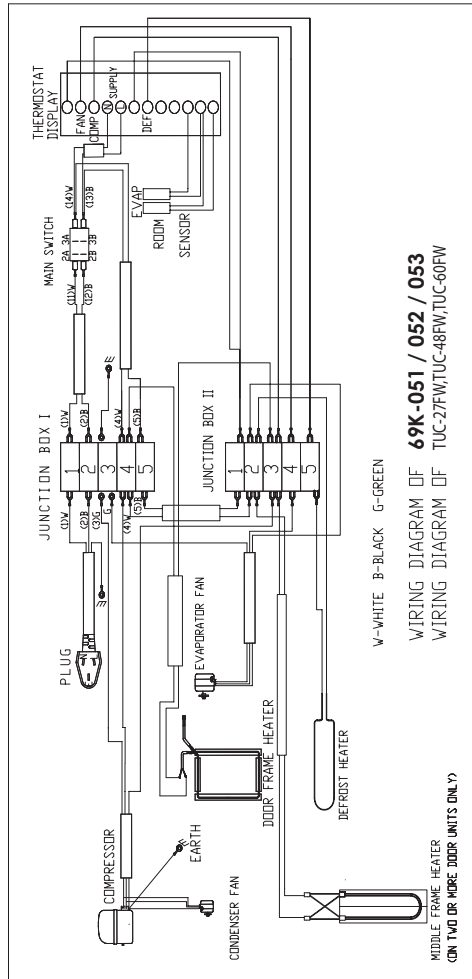 THERMOSTAT
DISPLAY
FAN
COMP
N
SUPPLY
L
DEF
MAIN SWITCH
2A 3A
2B 3B
(14)W
(13)B
(11)W
(12)B
EVAP
ROOM
SENSOR
JUNCTION BOX I
(1)W
(2)B
(4)W
(5)B
1
2
3
4
5
(1)W
(2)B
(3)G
G
(4)W
(5)B
JUNCTION BOX II
1
2
3
4
5
PLUG
EVAPORATOR FAN
DOOR FRAME HEATER
DEFROST HEATER
COMPRESSOR
EARTH
CONDENSER FAN
MIDDLE FRAME HEATER
(ON TWO OR MORE DOOR UNITS ONLY)
W-WHITE B-BLACK G-GREEN
WIRING DIAGRAM OF 69K-051 / 052 / 053
WIRING DIAGRAM OF TUC-27FW,TUC-48FW,TUC-60FW